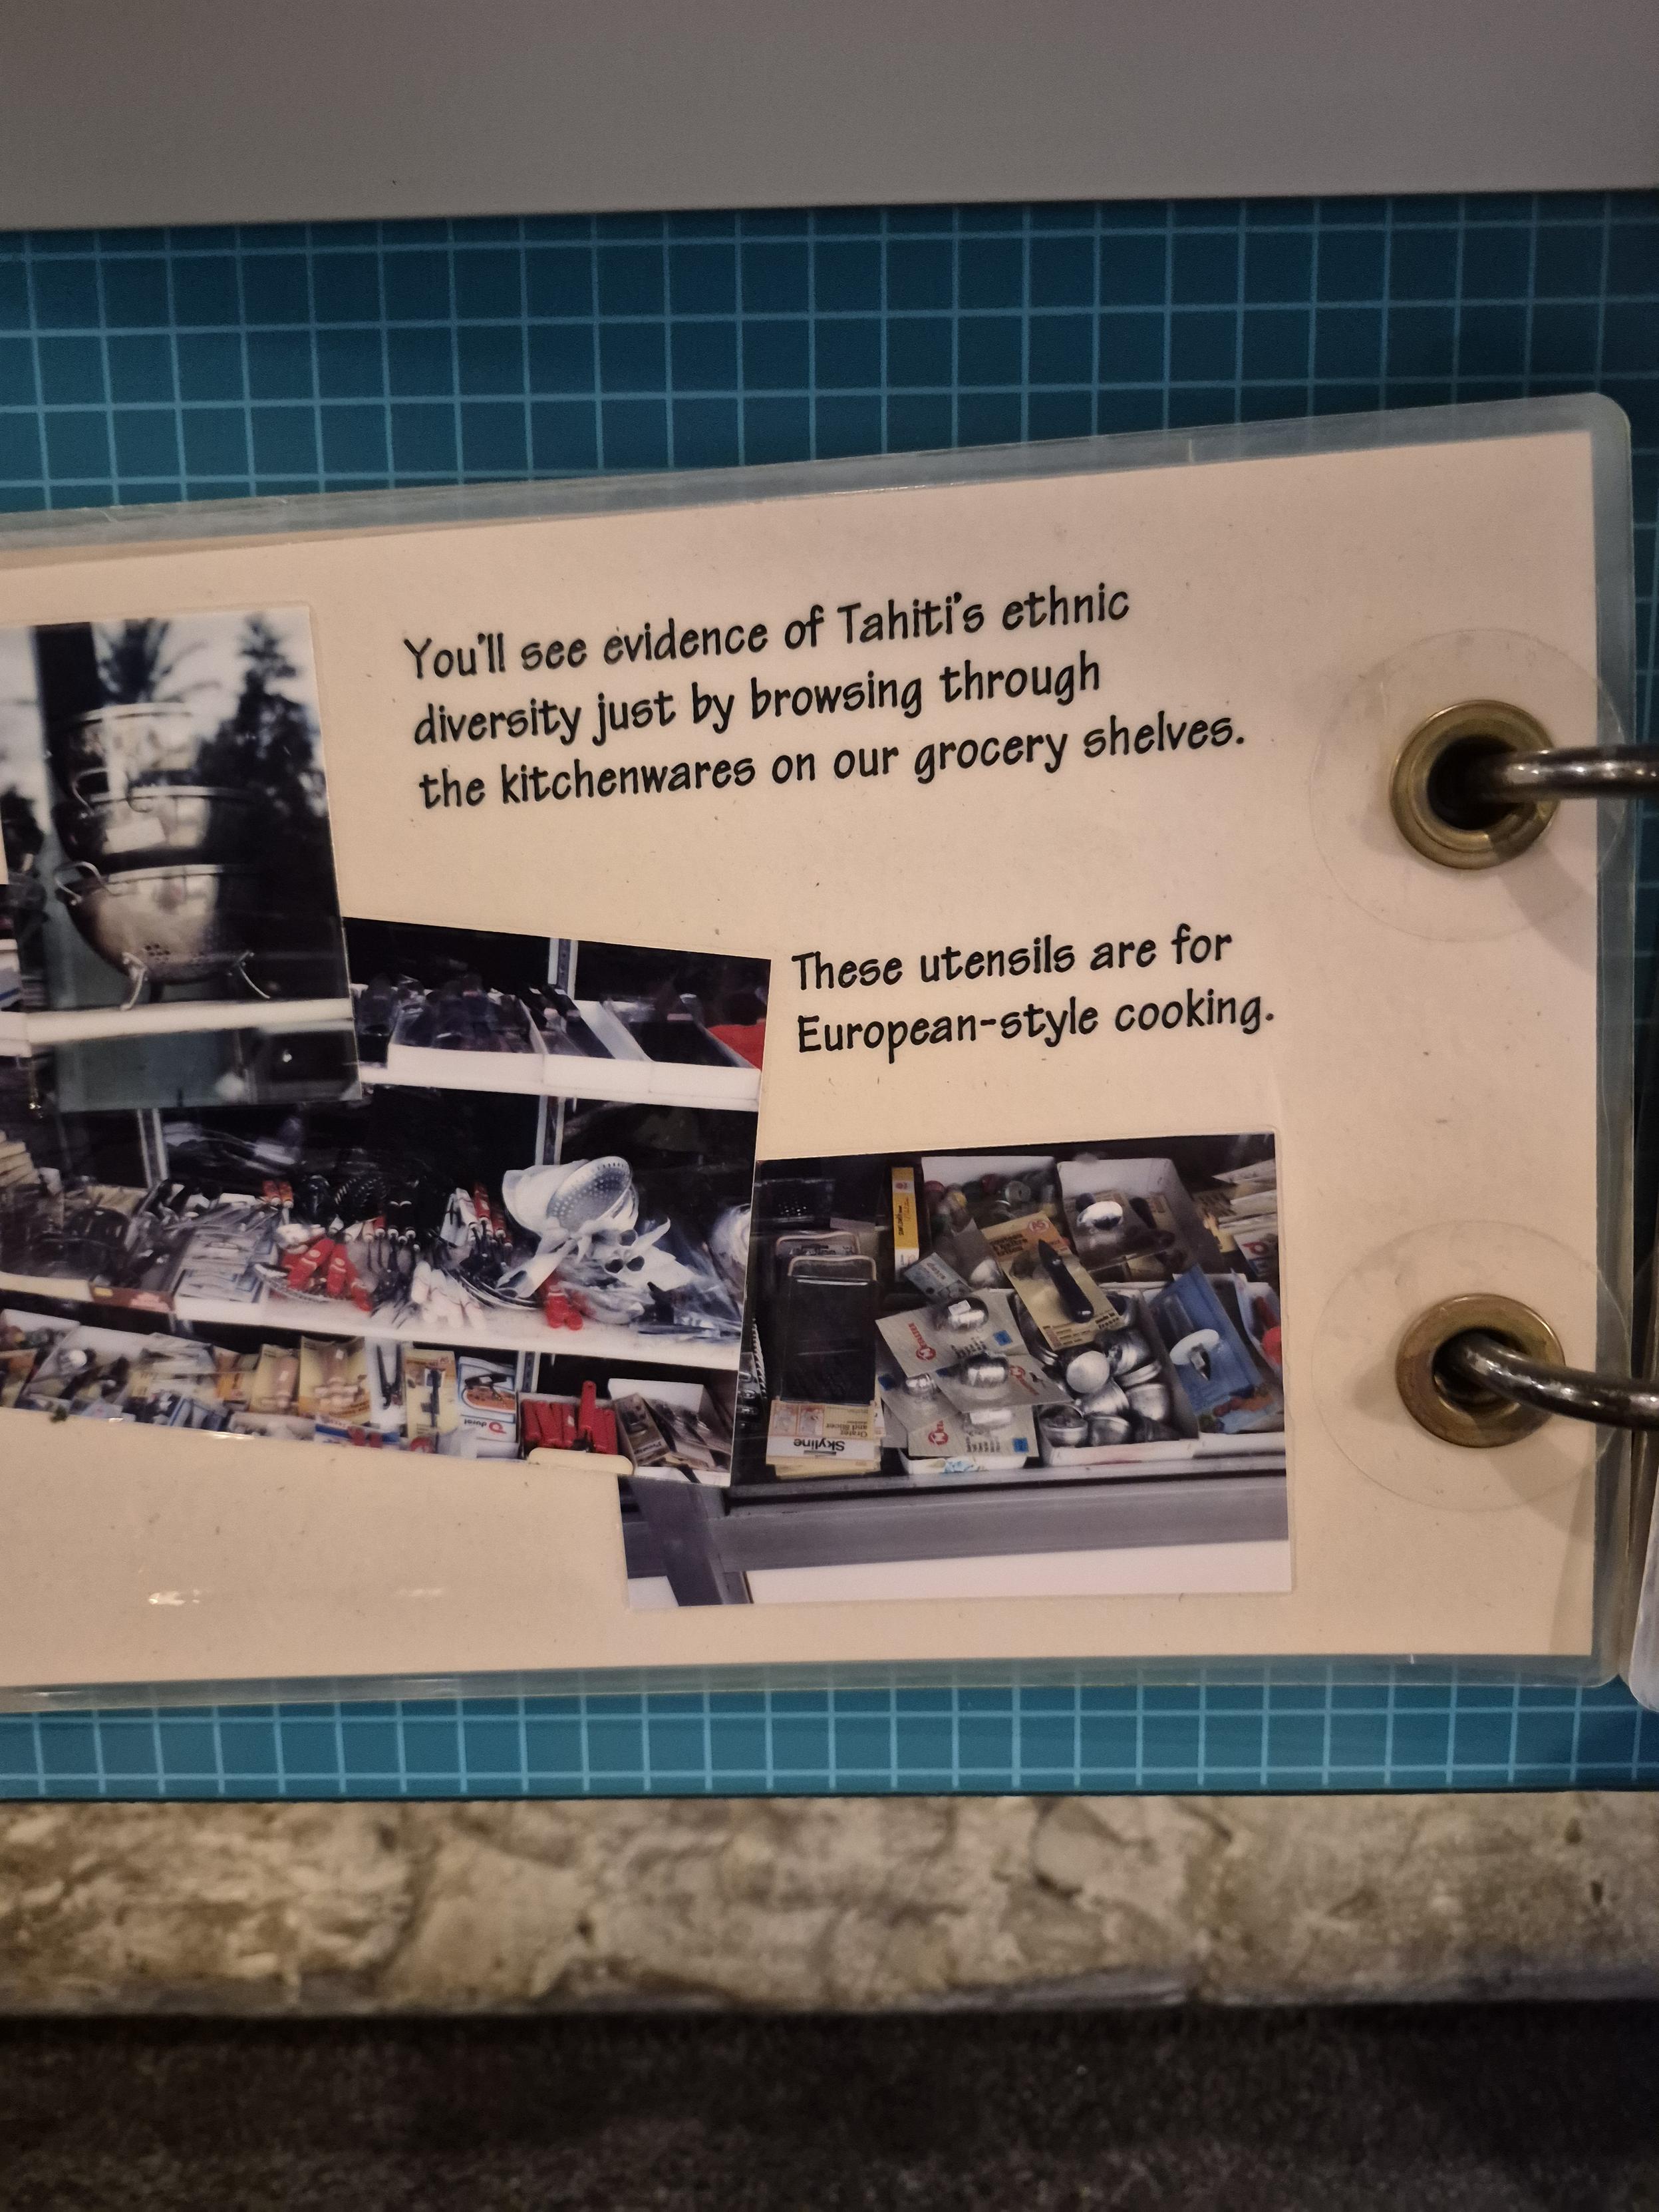 You'll see evidence of Tahiti's ethnic
diversity just by browsing through
the kitchenwares on our grocery shelves.
These utensils are for
European-style cooking.
Skyline